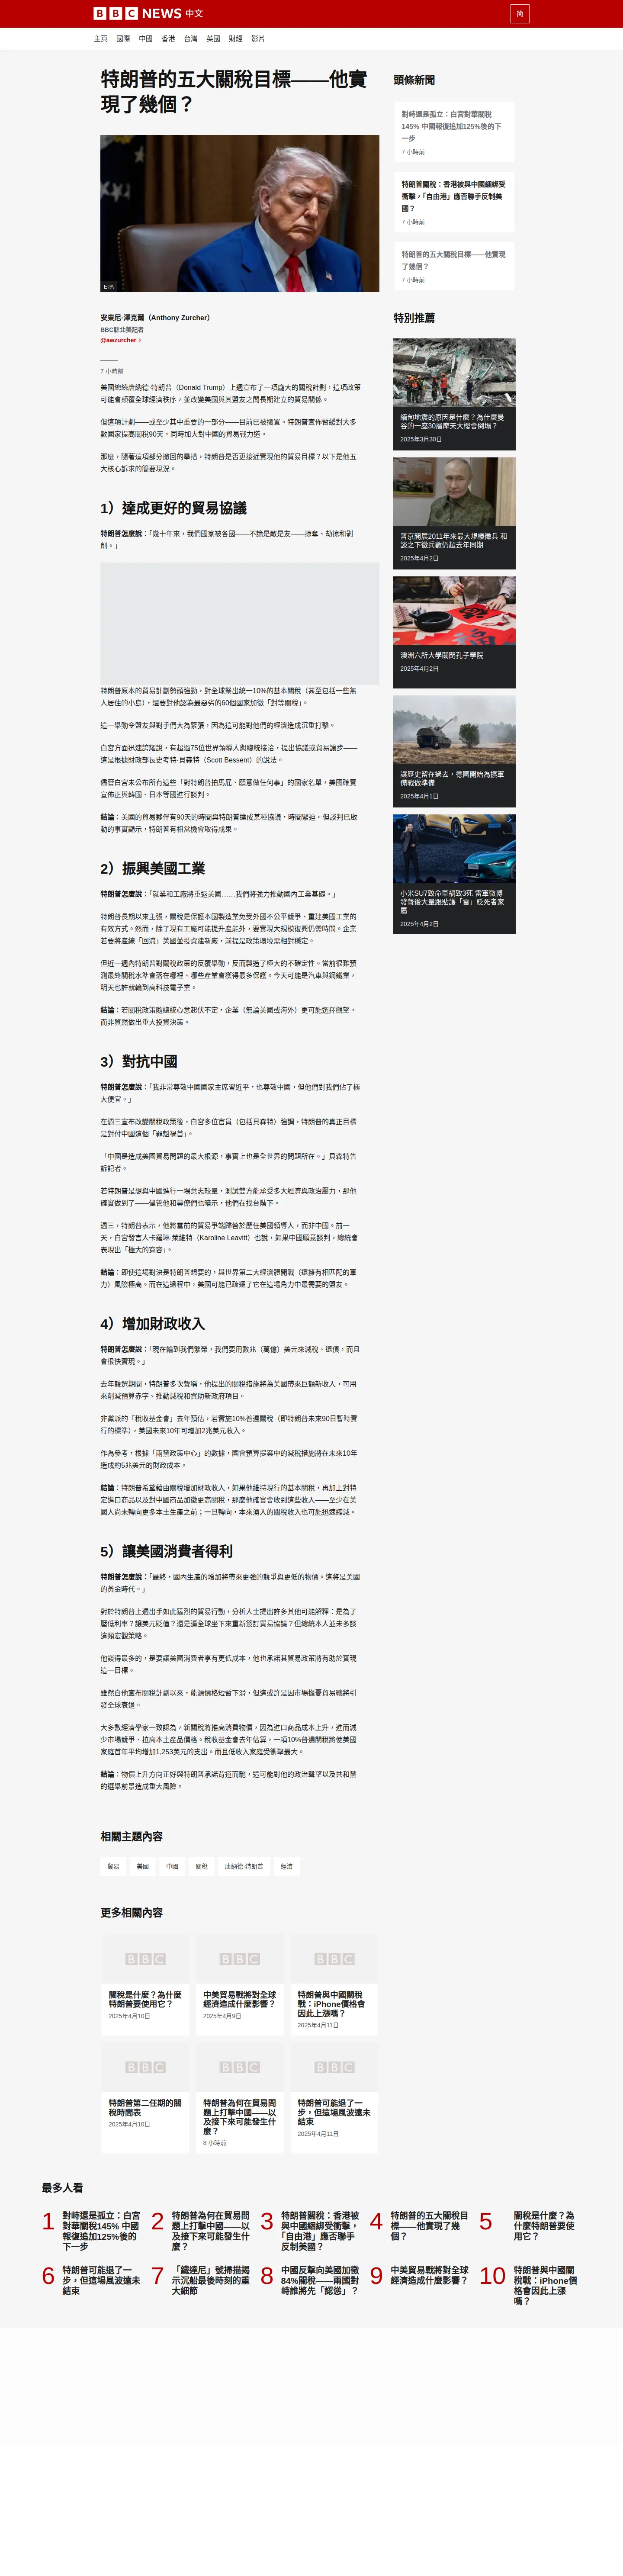 BBC NEWS 中文
简
主頁 國際 中國 香港 台灣 英國 財經 影片
特朗普的五大關稅目標——他實
現了幾個？
EPA
安東尼·澤克爾（Anthony Zurcher）
BBC駐北美記者
@awzurcher
7 小時前
美國總統唐納德·特朗普（Donald Trump）上週宣布了一項龐大的關稅計劃，這項政策
可能會顛覆全球經濟秩序，並改變美國與其盟友之間長期建立的貿易關係。
但這項計劃——或至少其中重要的一部分——目前已被擱置。特朗普宣佈暫緩對大多
數國家提高關稅90天，同時加大對中國的貿易戰力道。
那麼，隨著這項部分撤回的舉措，特朗普是否更接近實現他的貿易目標？以下是他五
大核心訴求的簡要現況。
1）達成更好的貿易協議
特朗普怎麼說：「幾十年來，我們國家被各國——不論是敵是友——掠奪、劫掠和剝
削。」
特朗普原本的貿易計劃勢頭強勁，對全球祭出統一10%的基本關稅（甚至包括一些無
人居住的小島），還要對他認為最惡劣的60個國家加徵「對等關稅」。
這一舉動令盟友與對手們大為緊張，因為這可能對他們的經濟造成沉重打擊。
白宮方面迅速誇耀說，有超過75位世界領導人與總統接洽，提出協議或貿易讓步——
這是根據財政部長史考特·貝森特（Scott Bessent）的說法。
儘管白宮未公布所有這些「對特朗普拍馬屁、願意做任何事」的國家名單，美國確實
宣佈正與韓國、日本等國進行談判。
結論：美國的貿易夥伴有90天的時間與特朗普達成某種協議，時間緊迫。但談判已啟
動的事實顯示，特朗普有相當機會取得成果。
2）振興美國工業
特朗普怎麼說：「就業和工廠將重返美國……我們將強力推動國內工業基礎。」
特朗普長期以來主張，關稅是保護本國製造業免受外國不公平競爭、重建美國工業的
有效方式。然而，除了現有工廠可能提升產能外，要實現大規模復興仍需時間。企業
若要將產線「回流」美國並投資建新廠，前提是政策環境需相對穩定。
但近一週內特朗普對關稅政策的反覆舉動，反而製造了極大的不確定性。當前很難預
測最終關稅水準會落在哪裡、哪些產業會獲得最多保護。今天可能是汽車與鋼鐵業，
明天也許就輪到高科技電子業。
結論：若關稅政策隨總統心意起伏不定，企業（無論美國或海外）更可能選擇觀望，
而非貿然做出重大投資決策。
3）對抗中國
特朗普怎麼說：「我非常尊敬中國國家主席習近平，也尊敬中國，但他們對我們佔了極
大便宜。」
在週三宣布改變關稅政策後，白宮多位官員（包括貝森特）強調，特朗普的真正目標
是對付中國這個「罪魁禍首」。
「中國是造成美國貿易問題的最大根源，事實上也是全世界的問題所在。」貝森特告
訴記者。
若特朗普是想與中國進行一場意志較量，測試雙方能承受多大經濟與政治壓力，那他
確實做到了——儘管他和幕僚們也暗示，他們在找台階下。
週三，特朗普表示，他將當前的貿易爭端歸咎於歷任美國領導人，而非中國。前一
天，白宮發言人卡羅琳·萊維特（Karoline Leavitt）也說，如果中國願意談判，總統會
表現出「極大的寬容」。
結論：即使這場對決是特朗普想要的，與世界第二大經濟體開戰（還擁有相匹配的軍
力）風險極高。而在這過程中，美國可能已疏遠了它在這場角力中最需要的盟友。
4）增加財政收入
特朗普怎麼說：「現在輪到我們繁榮，我們要用數兆（萬億）美元來減稅、還債，而且
會很快實現。」
去年競選期間，特朗普多次聲稱，他提出的關稅措施將為美國帶來巨額新收入，可用
來削減預算赤字、推動減稅和資助新政府項目。
非黨派的「稅收基金會」去年預估，若實施10%普遍關稅（即特朗普未來90日暫時實
行的標準），美國未來10年可增加2兆美元收入。
作為參考，根據「兩黨政策中心」的數據，國會預算提案中的減稅措施將在未來10年
造成約5兆美元的財政成本。
結論：特朗普希望藉由關稅增加財政收入，如果他維持現行的基本關稅，再加上對特
定進口商品以及對中國商品加徵更高關稅，那麼他確實會收到這些收入——至少在美
國人尚未轉向更多本土生產之前；一旦轉向，本來湧入的關稅收入也可能迅速縮減。
5）讓美國消費者得利
特朗普怎麼說：「最終，國內生產的增加將帶來更強的競爭與更低的物價。這將是美國
的黃金時代。」
對於特朗普上週出手如此猛烈的貿易行動，分析人士提出許多其他可能解釋：是為了
壓低利率？讓美元貶值？還是逼全球坐下來重新簽訂貿易協議？但總統本人並未多談
這類宏觀策略。
他談得最多的，是要讓美國消費者享有更低成本，他也承諾其貿易政策將有助於實現
這一目標。
雖然自他宣布關稅計劃以來，能源價格短暫下滑，但這或許是因市場擔憂貿易戰將引
發全球衰退。
大多數經濟學家一致認為，新關稅將推高消費物價，因為進口商品成本上升，進而減
少市場競爭、拉高本土產品價格。稅收基金會去年估算，一項10%普遍關稅將使美國
家庭首年平均增加1,253美元的支出。而且低收入家庭受衝擊最大。
結論：物價上升方向正好與特朗普承諾背道而馳，這可能對他的政治聲望以及共和黨
的選舉前景造成重大風險。
相關主題內容
貿易 美國 中國 關稅 唐納德·特朗普 經濟
更多相關內容
關稅是什麼？為什麼
特朗普要使用它？
2025年4月10日
中美貿易戰將對全球
經濟造成什麼影響？
2025年4月9日
特朗普與中國關稅
戰：iPhone價格會
因此上漲嗎？
2025年4月11日
特朗普第二任期的關
稅時間表
2025年4月10日
特朗普為何在貿易問
題上打擊中國——以
及接下來可能發生什
麼？
8 小時前
特朗普可能退了一
步，但這場風波遠未
結束
2025年4月11日
頭條新聞
對峙還是孤立：白宮對華關稅
145% 中國報復追加125%後的下
一步
7 小時前
特朗普關稅：香港被與中國綑綁受
衝擊，「自由港」應否聯手反制美
國？
7 小時前
特朗普的五大關稅目標——他實現
了幾個？
7 小時前
特別推薦
緬甸地震的原因是什麼？為什麼曼
谷的一座30層摩天大樓會倒塌？
2025年3月30日
普京開展2011年來最大規模徵兵 和
談之下徵兵數仍超去年同期
2025年4月2日
澳洲六所大學關閉孔子學院
2025年4月2日
讓歷史留在過去，德國開始為擴軍
備戰做準備
2025年4月1日
小米SU7致命車禍致3死 雷軍微博
發聲後大量跟貼護「雷」貶死者家
屬
2025年4月2日
最多人看
1
對峙還是孤立：白宮
對華關稅145% 中國
報復追加125%後的
下一步
2
特朗普為何在貿易問
題上打擊中國——以
及接下來可能發生什
麼？
3
特朗普關稅：香港被
與中國綑綁受衝擊，
「自由港」應否聯手
反制美國？
4
特朗普的五大關稅目
標——他實現了幾
個？
5
關稅是什麼？為
什麼特朗普要使
用它？
6
特朗普可能退了一
步，但這場風波遠未
結束
7
「鐵達尼」號掃描揭
示沉船最後時刻的重
大細節
8
中國反擊向美國加徵
84%關稅——兩國對
峙誰將先「認慫」？
9
中美貿易戰將對全球
經濟造成什麼影響？
10
特朗普與中國關
稅戰：iPhone價
格會因此上漲
嗎？